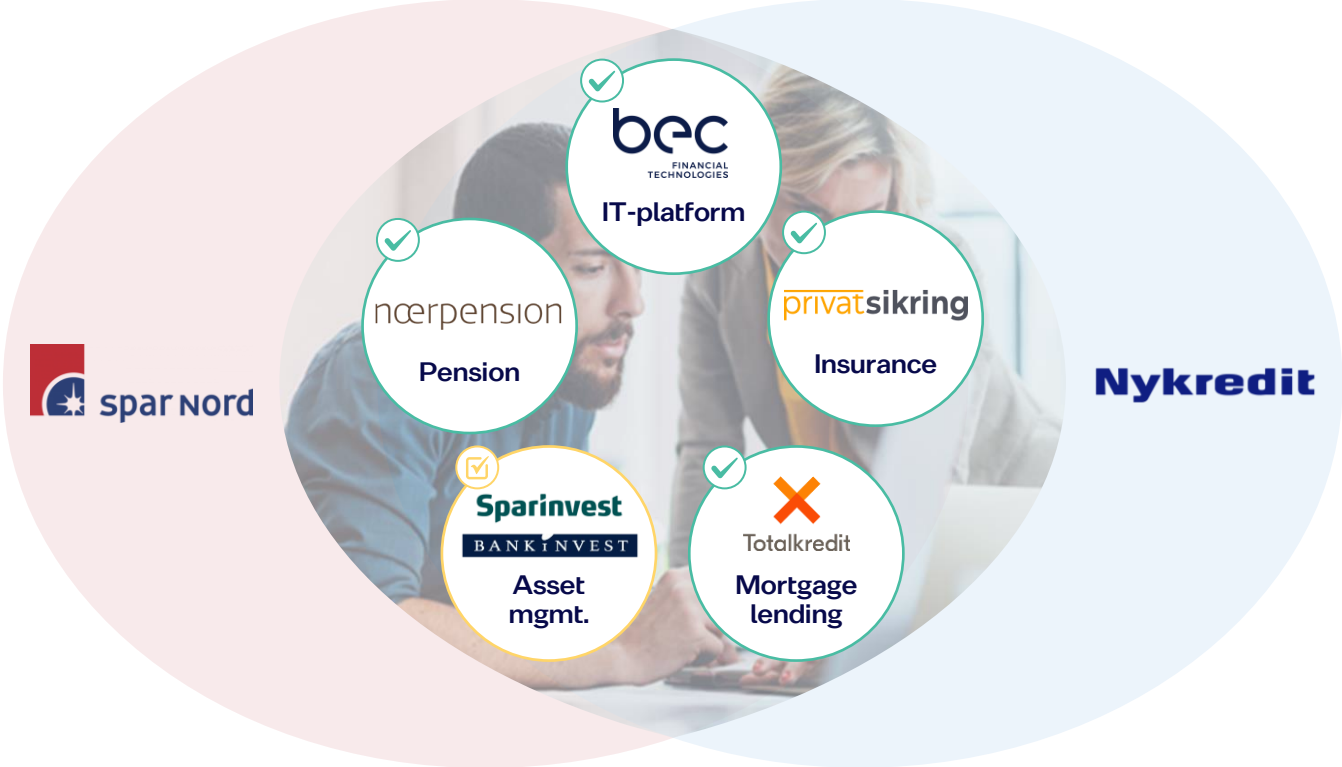 bec
FINANCIAL
TECHNOLOGIES
IT-platform
nœrpension
Pension
privatsikring
Insurance
spar nord
Nykredit
Sparinvest
BANKINVEST
Asset
mgmt.
Totalkredit
Mortgage
lending